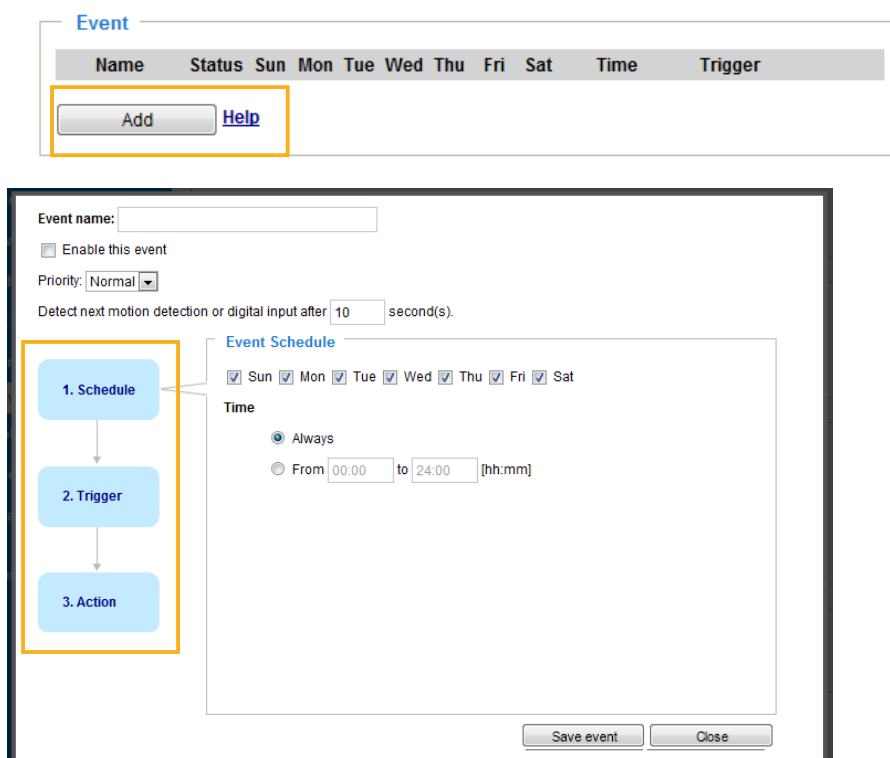 Event
Name Status Sun Mon Tue Wed Thu Fri Sat Time Trigger
Add Help
Event name:
Enable this event
Priority: Normal
Detect next motion detection or digital input after 10 second(s).
Event Schedule
1. Schedule
Sun Mon Tue Wed Thu Fri Sat
Time
Always
From 00:00 to 24:00 [hh:mm]
2. Trigger
3. Action
Save event Close